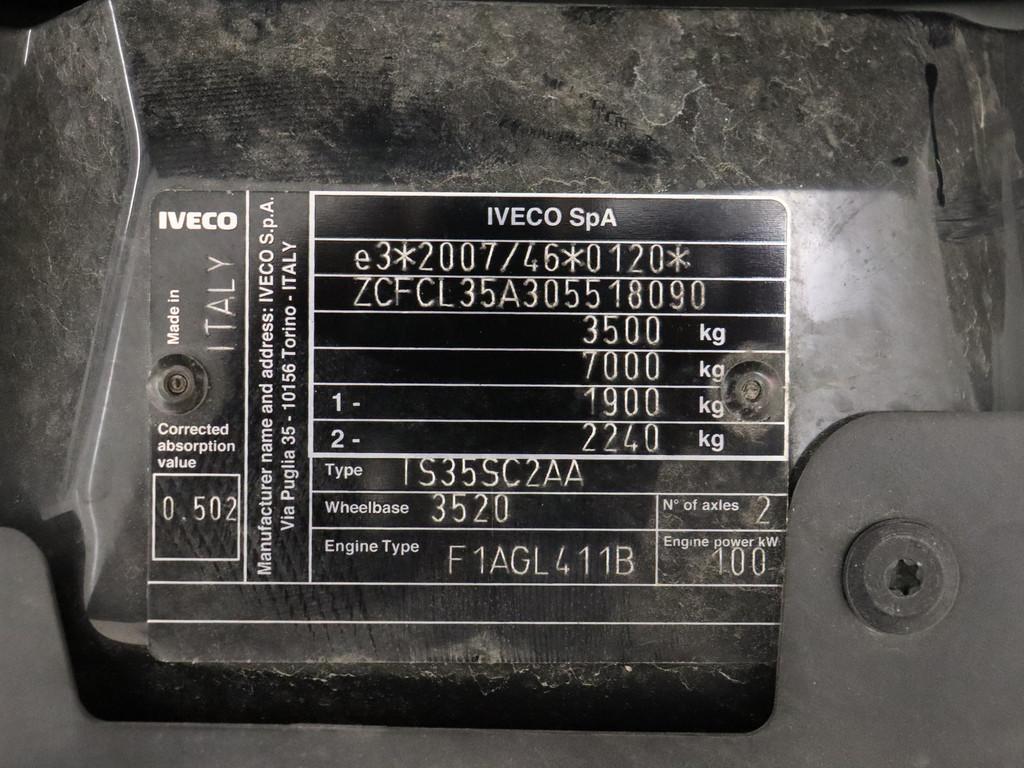 IVECO
Made in ITALY
Corrected
absorption
value
0.502
Manufacturer name and address: IVECO S.p.A.
Via Puglia 35 - 10156 Torino - ITALY
IVECO SpA
e3*2007/46*0120*
ZCFCL35A305518090
3500 kg
7000 kg
1 - 1900 kg
2 - 2240 kg
Type IS35SC2AA
Wheelbase 3520
N° of axles 2
Engine Type F1AGL411B
Engine power kW
100